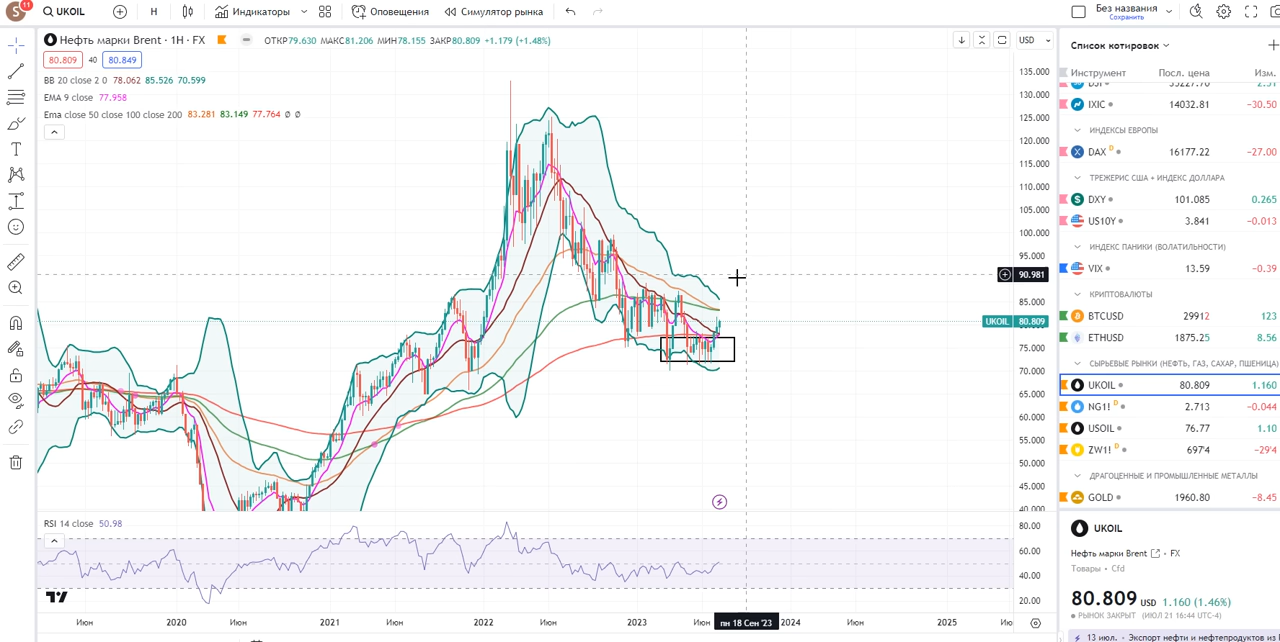 S 11 UKOIL Н Индикаторы Оповещения Симулятор рынка Без названия
Сохранить
Нефть марки Brent · 1Н · FX ОТКР79.630 МАКС81.206 МИН78.155 ЗАКР80.809 +1.179 (+1.48%) USD
80.809 40 80.849
BB 20 close 2 0 78.062 85.526 70.599
EMA 9 close 77.958
Ema close 50 close 100 close 200 83.281 83.149 77.764 Ø Ø
135.000
130.000
125.000
120.000
115.000
110.000
105.000
100.000
95.000
90.981
85.000
UKOIL 80.809
75.000
70.000
65.000
60.000
55.000
50.000
45.000
40.000
RSI 14 close 50.98
80.00
60.00
40.00
20.00
Июн 2020 Июн 2021 Июн 2022 Июн 2023 Июн пн 18 Сен '23 2024 Июн 2025
Список котировок
Инструмент Посл. цена Изм.
IXIC 14032.81 −30.50
ИНДЕКСЫ ЕВРОПЫ
DAX D 16177.22 −27.00
ТРЕЖЕРИС США + ИНДЕКС ДОЛЛАРА
DXY 101.085 0.265
US10Y 3.841 −0.013
ИНДЕКС ПАНИКИ (ВОЛАТИЛЬНОСТИ)
VIX 13.59 −0.39
КРИПТОВАЛЮТЫ
BTCUSD 29912 123
ETHUSD 1875.25 8.56
СЫРЬЕВЫЕ РЫНКИ (НЕФТЬ, ГАЗ, САХАР, ПШЕНИЦА)
UKOIL 80.809 1.160
NG1! D 2.713 −0.044
USOIL 76.77 1.10
ZW1! D 697'4 −29'4
ДРАГОЦЕННЫЕ И ПРОМЫШЛЕННЫЕ МЕТАЛЛЫ
GOLD 1960.80 −8.45
UKOIL
Нефть марки Brent · FX
Товары · Cfd
80.809 USD 1.160 (1.46%)
РЫНОК ЗАКРЫТ (ИЮЛ 21 16:44 UTC-4)
13 июл. · Экспорт нефти и нефтепродуктов из